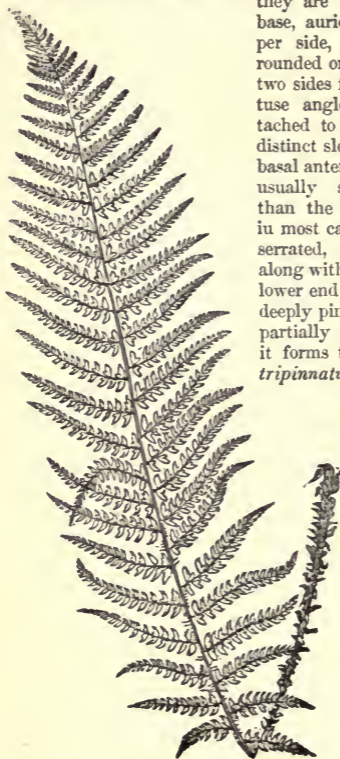 they are
base, auric
per side,
rounded or
two sides f
tuse angle
tached to
distinct sle
basal anter
usually s
than the
iu most ca
serrated,
along with
lower end
deeply pin
partially
it forms t
tripinnatu